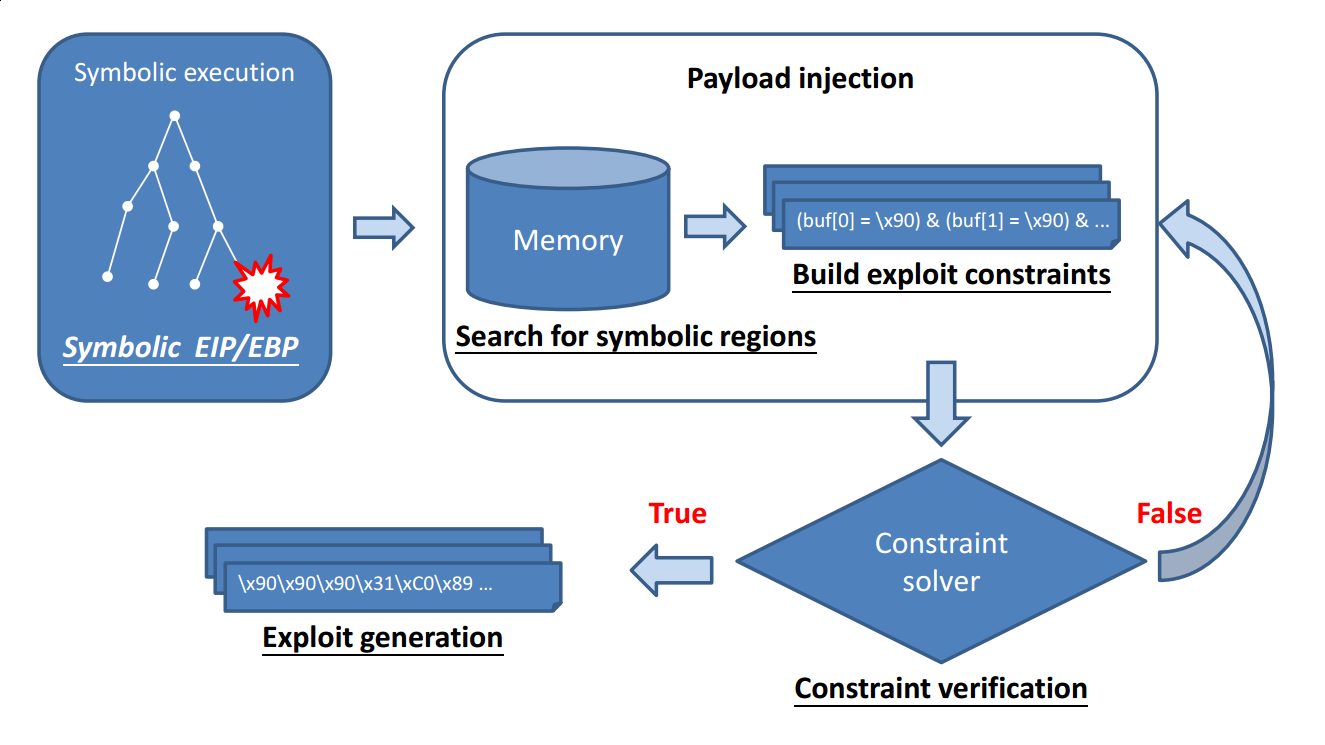 Symbolic execution
Symbolic EIP/EBP
Payload injection
Memory
Search for symbolic regions
(buf[0] = \x90) & (buf[1] = \x90) & ...
Build exploit constraints
Constraint
solver
Constraint verification
True
False
\x90\x90\x90\x31\xC0\x89 ...
Exploit generation